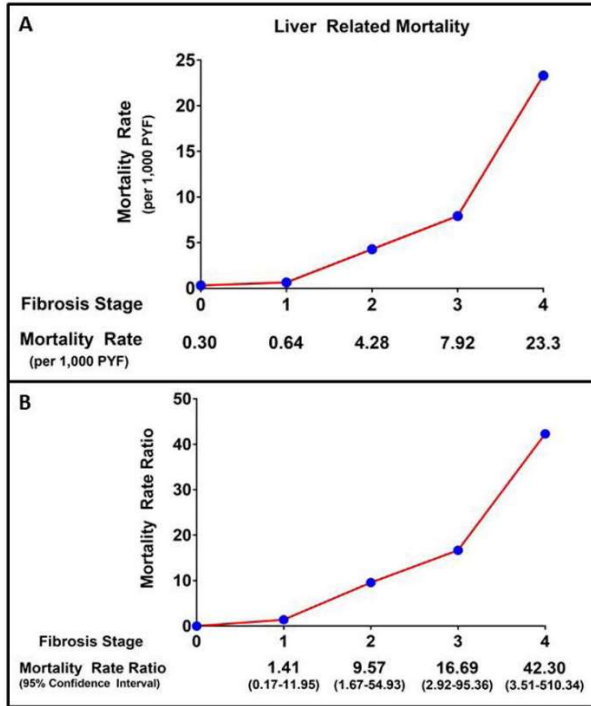 A
Liver Related Mortality
Mortality Rate
(per 1,000 PYF)
25
20
15
10
5
0
Fibrosis Stage 0 1 2 3 4
Mortality Rate 0.30 0.64 4.28 7.92 23.3
(per 1,000 PYF)
B
Mortality Rate Ratio
50
40
30
20
10
0
Fibrosis Stage 0 1 2 3 4
Mortality Rate Ratio 1.41 9.57 16.69 42.30
(95% Confidence Interval) (0.17-11.95) (1.67-54.93) (2.92-95.36) (3.51-510.34)